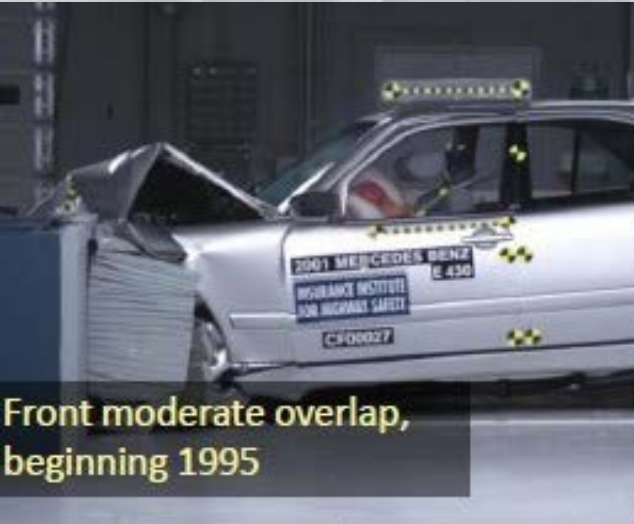 2001 MERCEDES BENZ
E 430
INSURANCE INSTITUTE
FOR HIGHWAY SAFETY
CF00027
Front moderate overlap,
beginning 1995